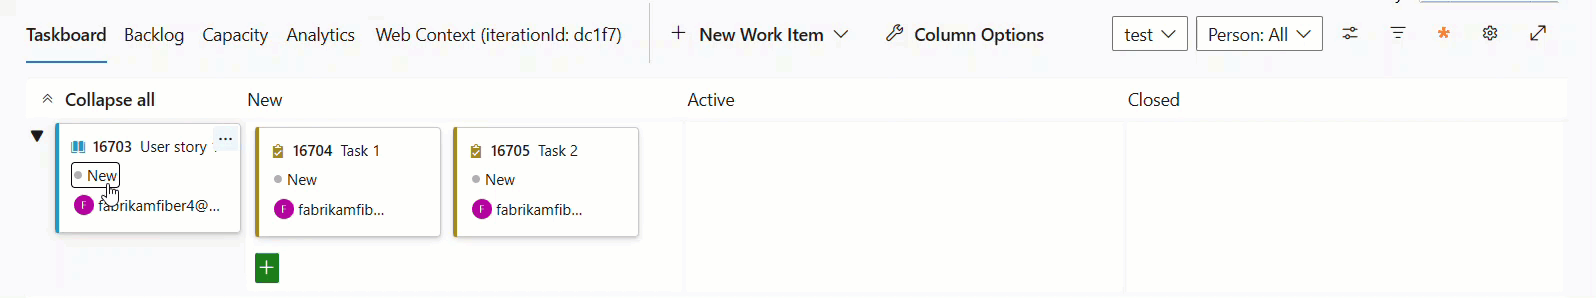 Taskboard Backlog Capacity Analytics Web Context (iterationId: dc1f7) New Work Item Column Options test Person: All
Collapse all New Active Closed
16703 User story
New
fabrikamfiber4@...
16704 Task 1
New
fabrikamfib...
16705 Task 2
New
fabrikamfib...